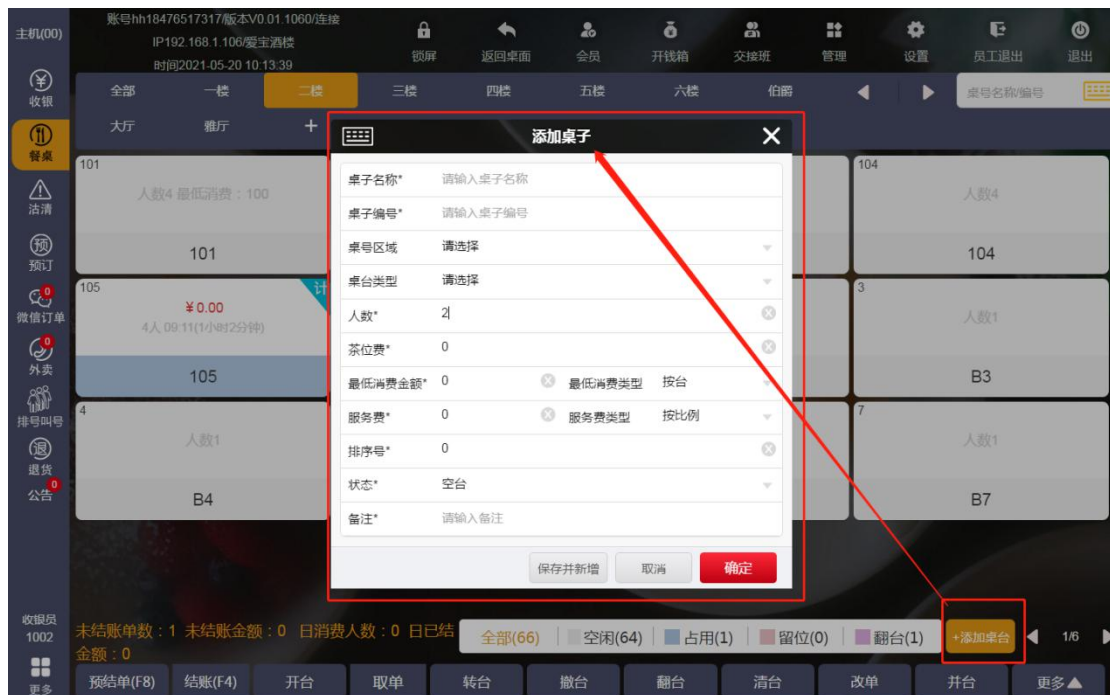 主机(00)
账号hh18476517317/版本V0.01.1060/连接
IP192.168.1.106/爱宝酒楼
时间2021-05-20 10:13:39
锁屏
返回桌面
会员
开钱箱
交接班
管理
设置
员工退出
退出
收银
餐桌
沽清
预
预订
0
微信订单
0
外卖
排号叫号
退
退货
0
公告
收银员
1002
更多
全部
一楼
二楼
三楼
四楼
五楼
六楼
伯爵
桌号名称/编号
大厅
雅厅
+
101
人数4 最低消费：100
101
104
人数4
104
105
计
¥ 0.00
4人 09:11(1小时2分钟)
105
3
人数1
B3
4
人数1
B4
7
人数1
B7
添加桌子
桌子名称* 请输入桌子名称
桌子编号* 请输入桌子编号
桌号区域 请选择
桌台类型 请选择
人数* 2
茶位费* 0
最低消费金额* 0 最低消费类型 按台
服务费* 0 服务费类型 按比例
排序号* 0
状态* 空台
备注* 请输入备注
保存并新增
取消
确定
未结账单数：1 未结账金额：0 日消费人数：0 日已结
金额：0
全部(66)
空闲(64)
占用(1)
留位(0)
翻台(1)
+添加桌台
1/6
预结单(F8)
结账(F4)
开台
取单
转台
撤台
翻台
清台
改单
并台
更多▲